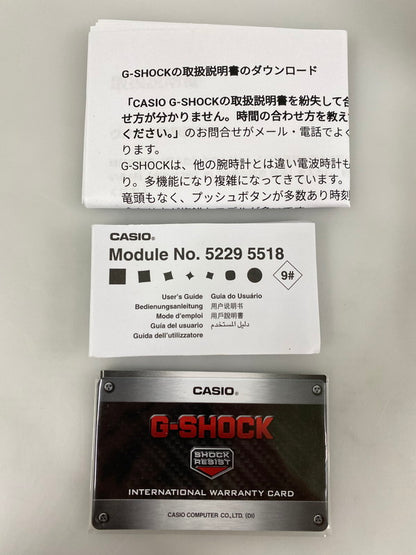 G-SHOCKの取扱説明書のダウンロード
「CASIO G-SHOCKの取扱説明書を紛失して合
せ方が分かりません。時間の合わせ方を教え
ください。」のお問合せがメール・電話でよく
ります。
G-SHOCKは、他の腕時計とは違い電波時計も
り。多機能になり複雑になってきています。
竜頭もなく、プッシュボタンが多数あり時刻
CASIO®
Module No. 5229 5518
9#
User's Guide Guia do Usuário
Bedienungsanleitung 用户说明书
Mode d'emploi 用戶說明書
Guía del usuario دليل المستخدم
Guida dell'utilizzatore
CASIO®
G-SHOCK
SHOCK
RESIST
INTERNATIONAL WARRANTY CARD
CASIO COMPUTER CO.,LTD. (DI)